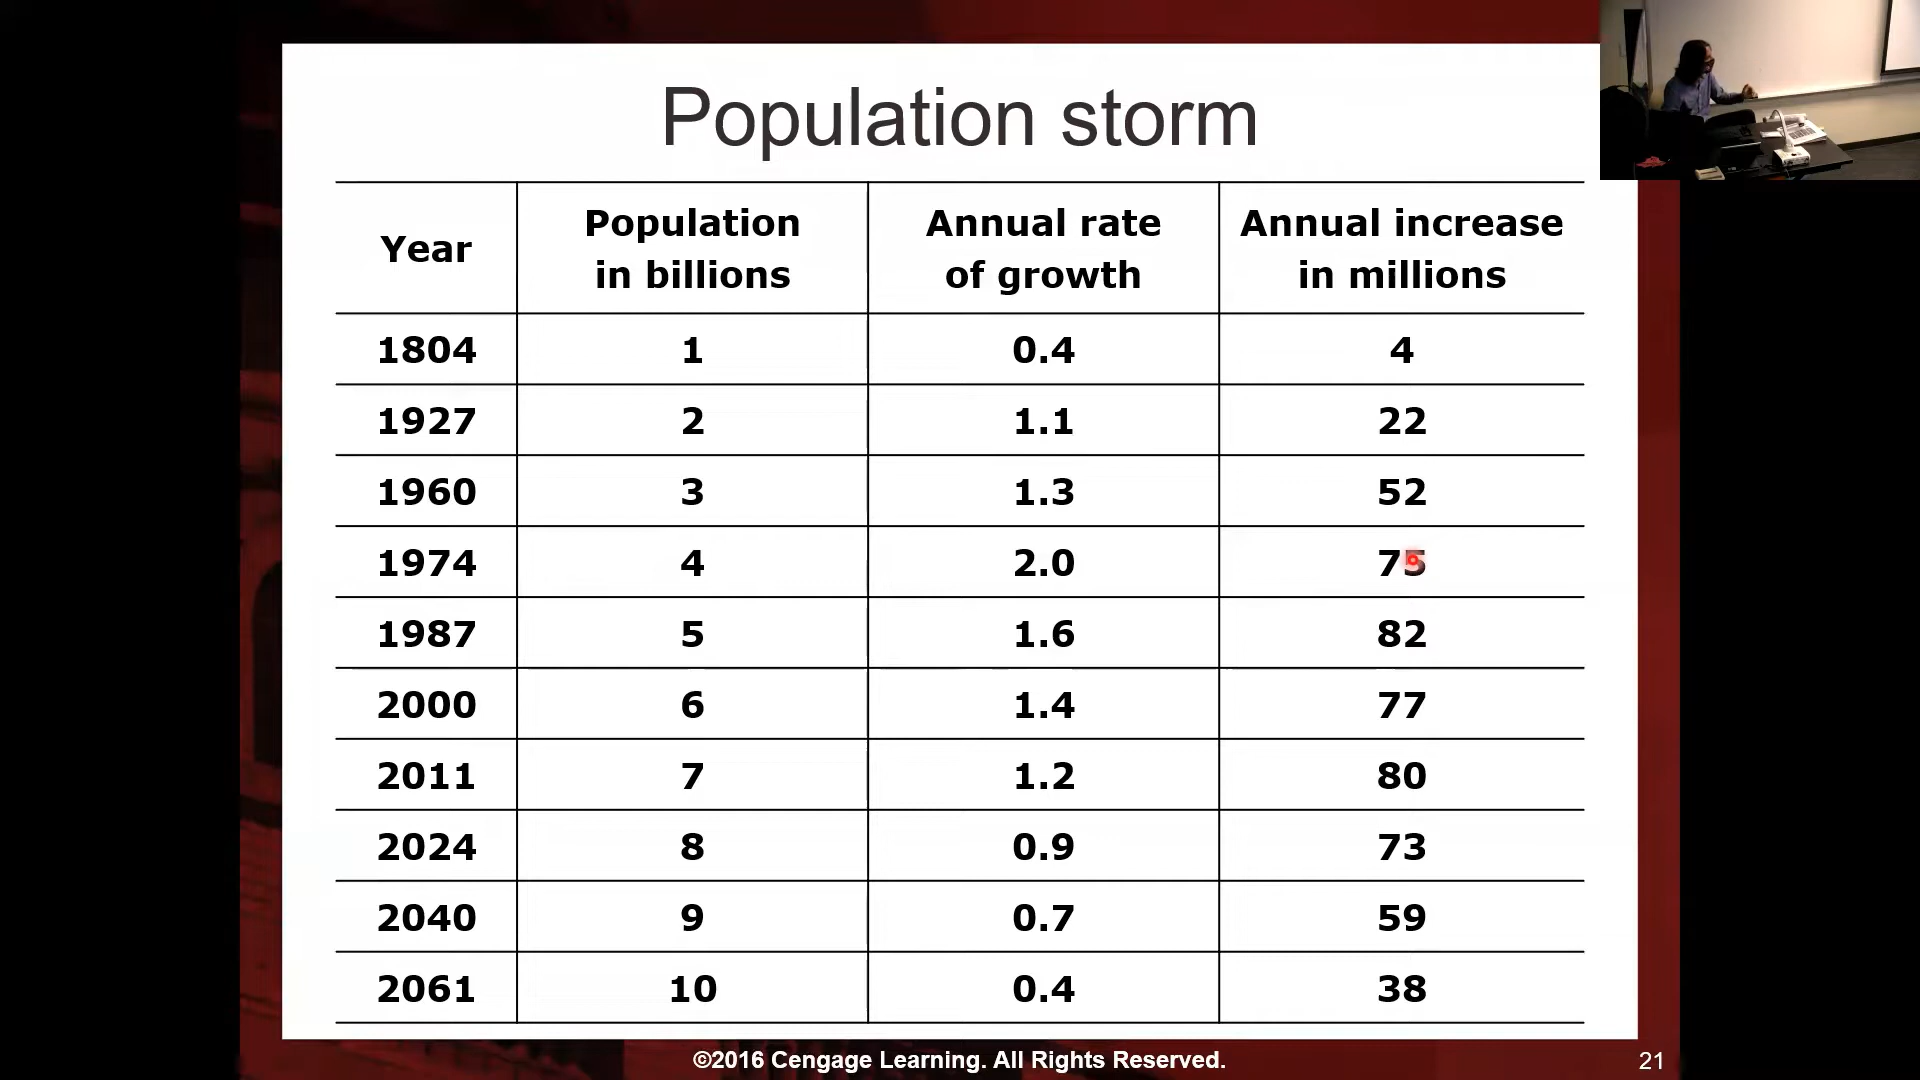 Population storm
Year Population in billions Annual rate of growth Annual increase in millions
1804 1 0.4 4
1927 2 1.1 22
1960 3 1.3 52
1974 4 2.0 75
1987 5 1.6 82
2000 6 1.4 77
2011 7 1.2 80
2024 8 0.9 73
2040 9 0.7 59
2061 10 0.4 38
©2016 Cengage Learning. All Rights Reserved.
21